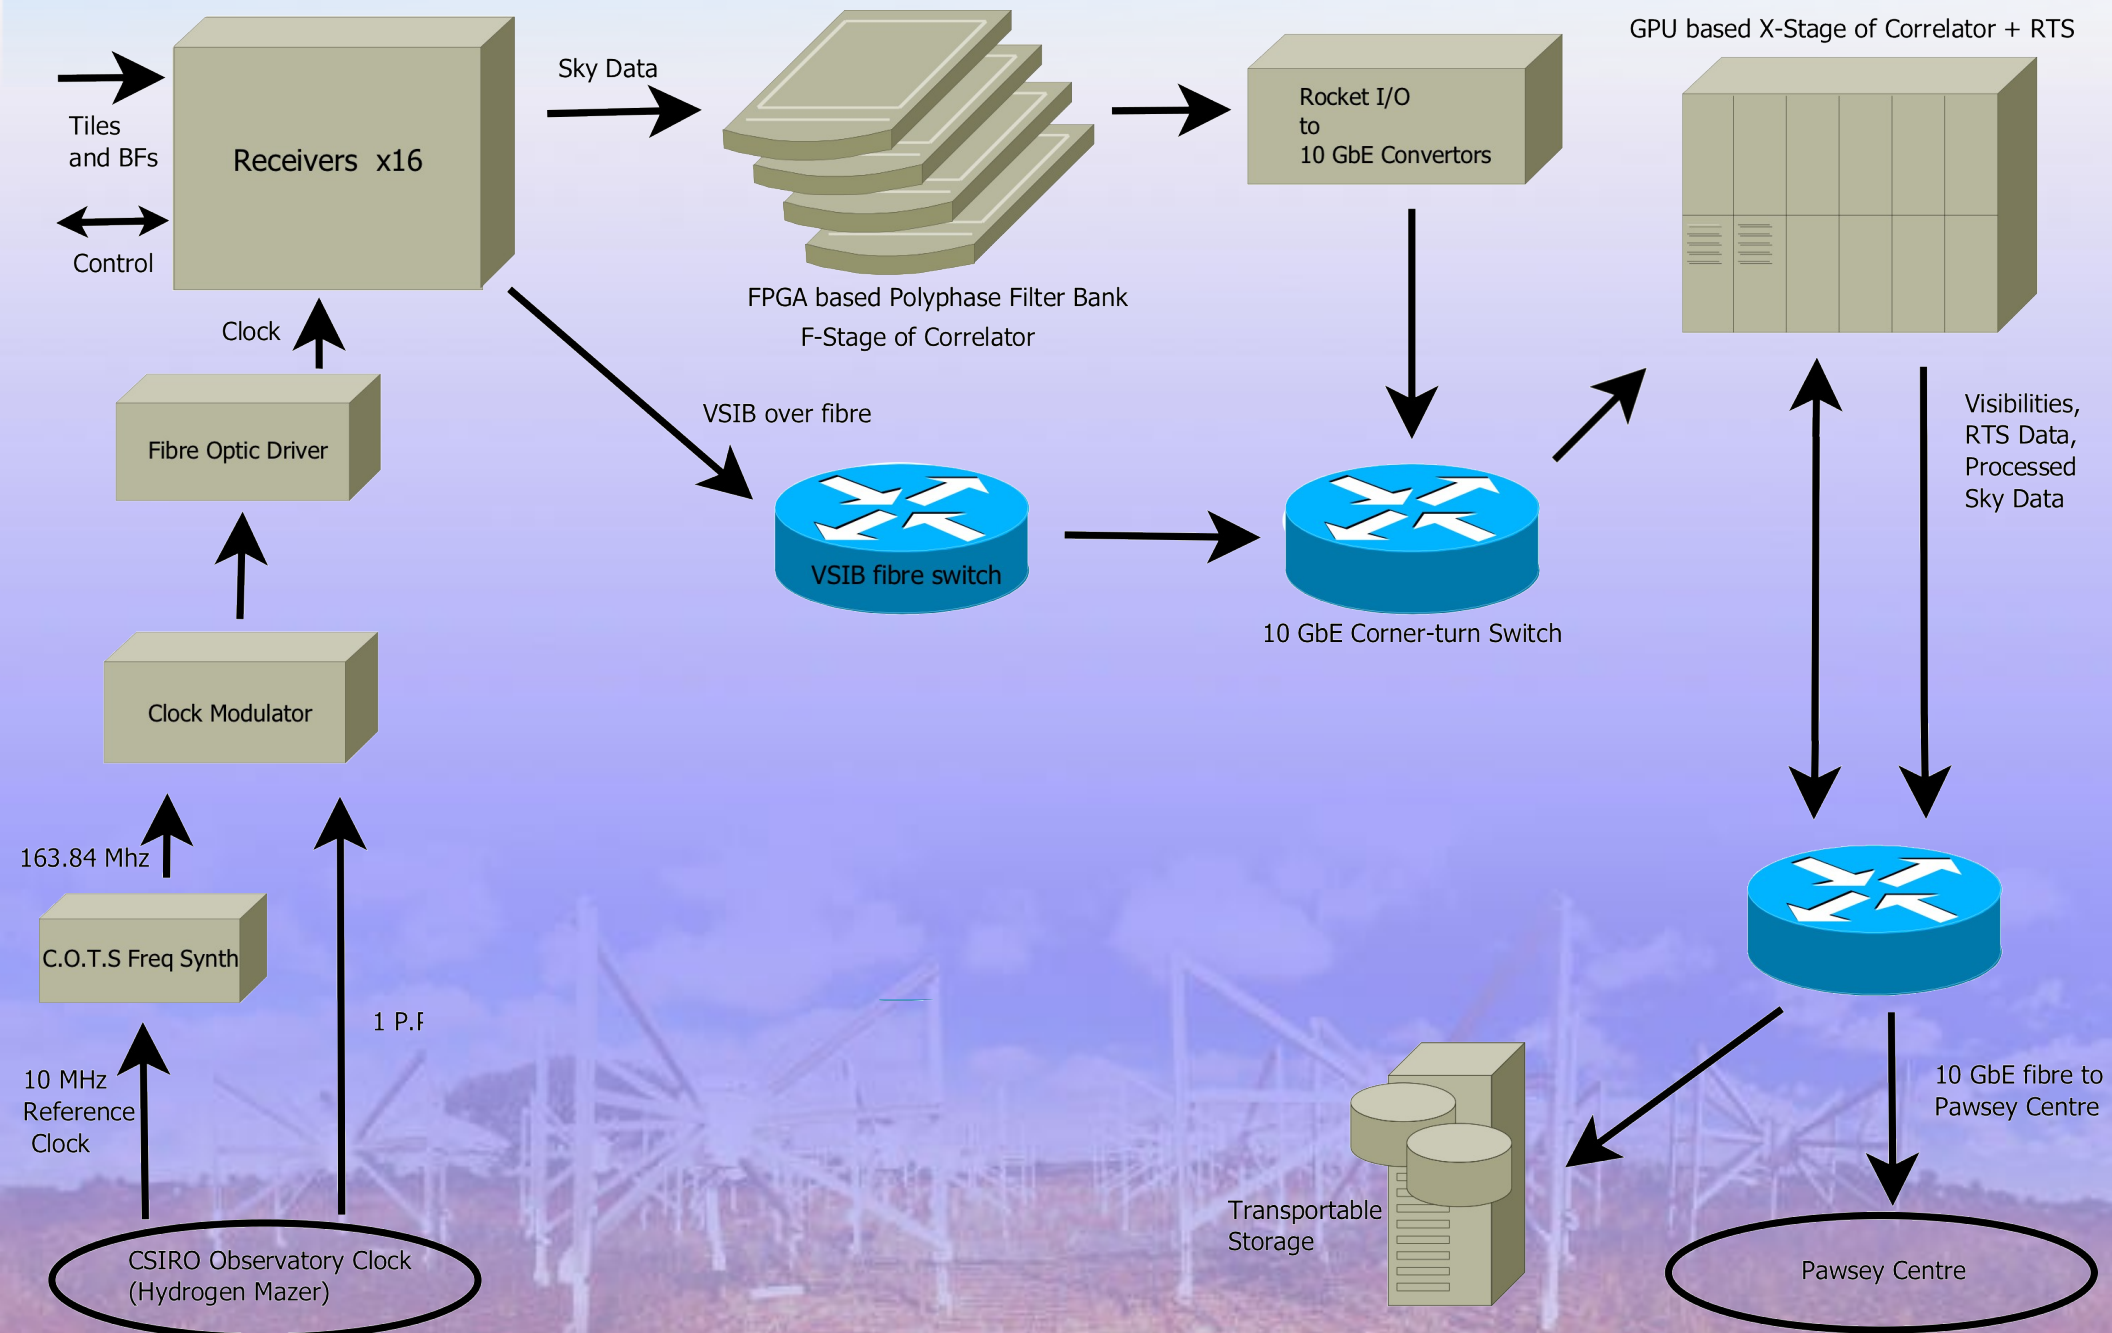 GPU based X-Stage of Correlator + RTS
Sky Data
Tiles
and BFs
Receivers x16
Control
Rocket I/O
to
10 GbE Convertors
FPGA based Polyphase Filter Bank
F-Stage of Correlator
Clock
Fibre Optic Driver
VSIB over fibre
Visibilities,
RTS Data,
Processed
Sky Data
VSIB fibre switch
10 GbE Corner-turn Switch
Clock Modulator
163.84 Mhz
C.O.T.S Freq Synth
1 P.
10 MHz
Reference
Clock
10 GbE fibre to
Pawsey Centre
Transportable
Storage
CSIRO Observatory Clock
(Hydrogen Mazer)
Pawsey Centre